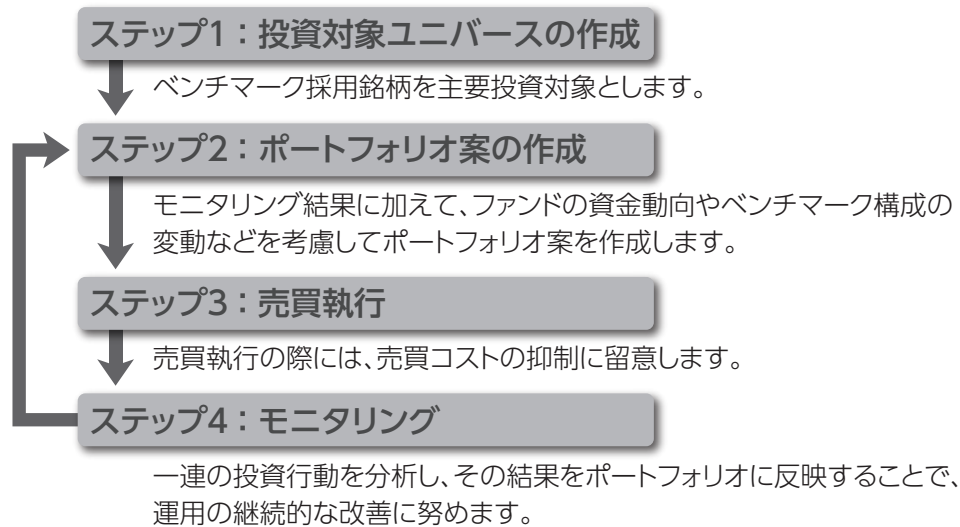 ステップ1：投資対象ユニバースの作成
ベンチマーク採用銘柄を主要投資対象とします。
ステップ2：ポートフォリオ案の作成
モニタリング結果に加えて、ファンドの資金動向やベンチマーク構成の
変動などを考慮してポートフォリオ案を作成します。
ステップ3：売買執行
売買執行の際には、売買コストの抑制に留意します。
ステップ4：モニタリング
一連の投資行動を分析し、その結果をポートフォリオに反映することで、
運用の継続的な改善に努めます。